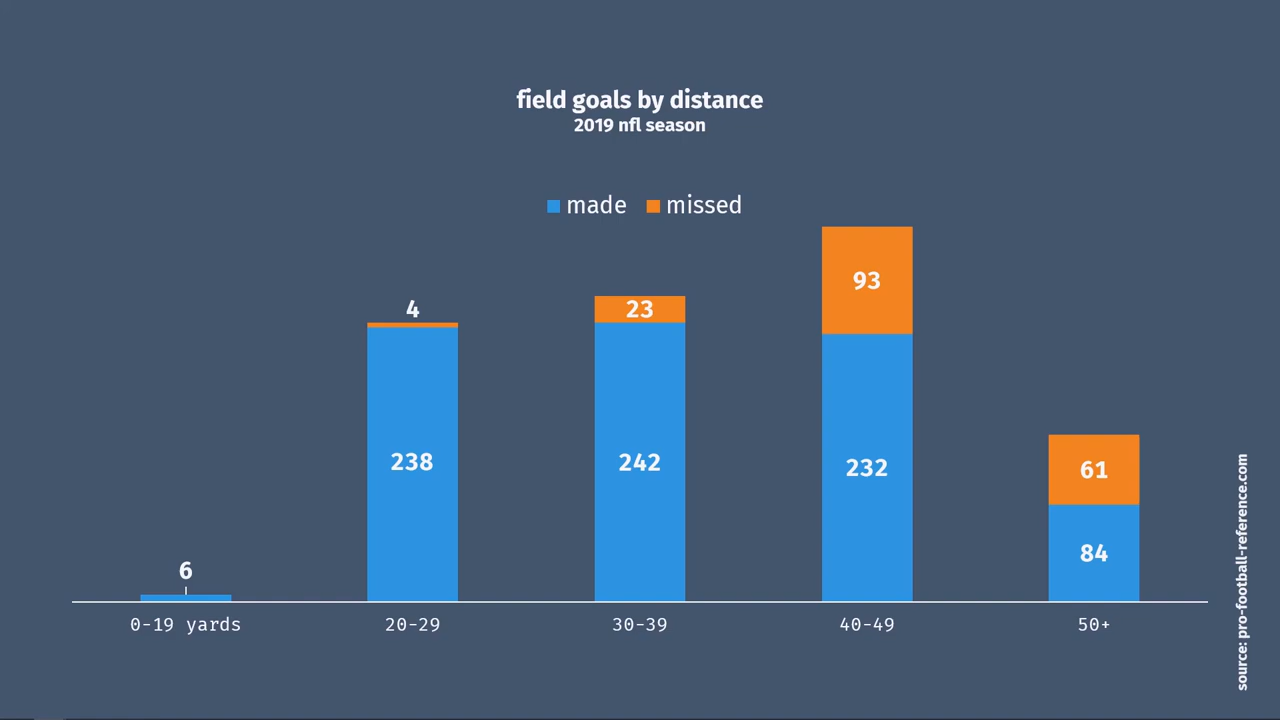 field goals by distance
2019 nfl season
made missed
93
4
23
238
242
232
61
84
6
0-19 yards 20-29 30-39 40-49 50+
source: pro-football-reference.com